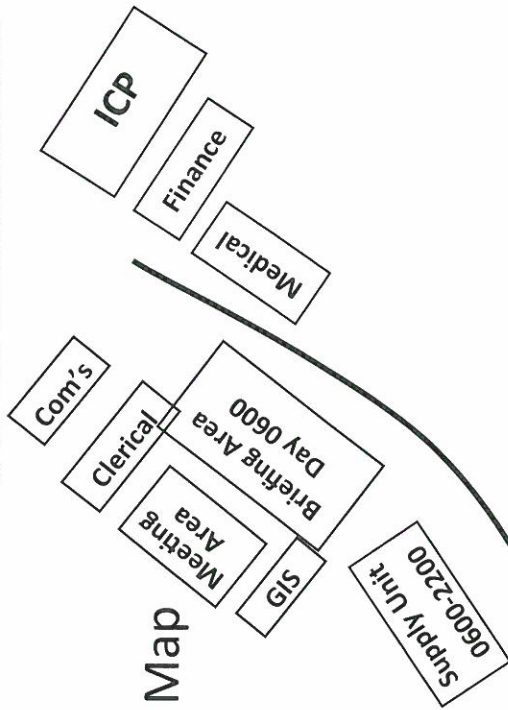 ICP
Finance
Medical
Com's
Clerical
Briefing Area
Day 0600
Meeting
Area
GIS
Map
Supply Unit
0600-2200